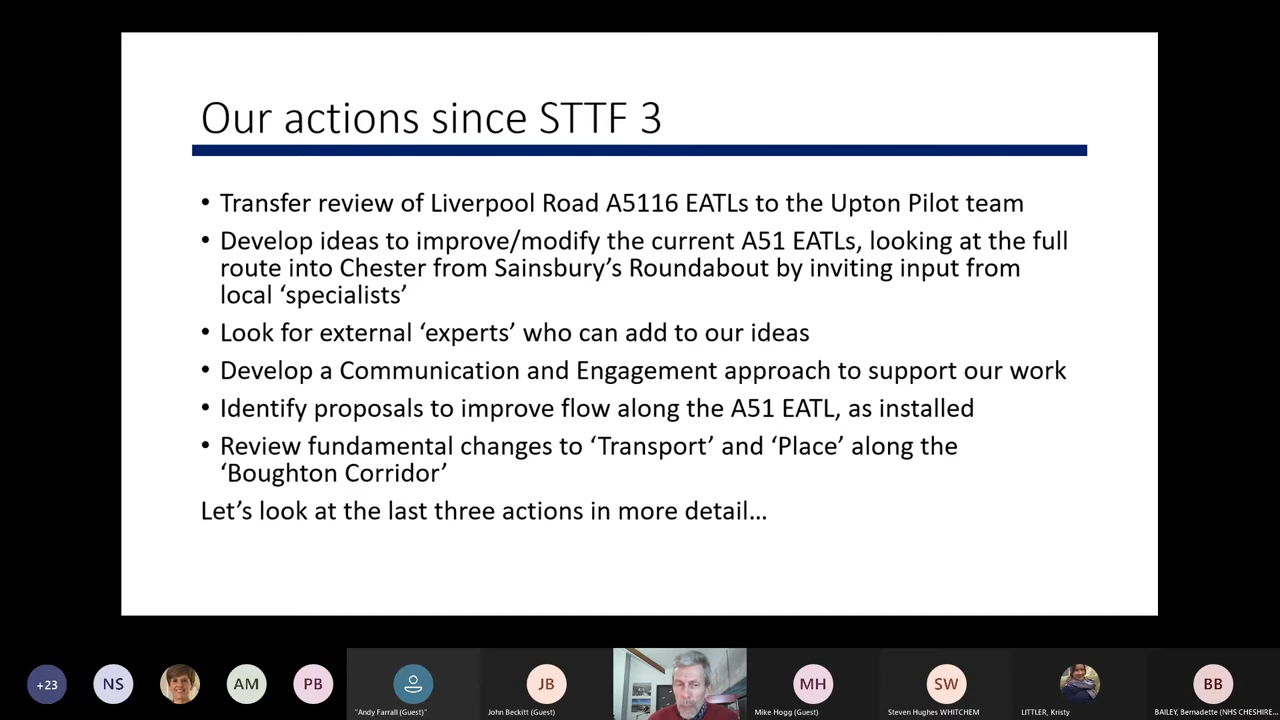 Our actions since STTF 3
• Transfer review of Liverpool Road A5116 EATLs to the Upton Pilot team
• Develop ideas to improve/modify the current A51 EATLs, looking at the full
route into Chester from Sainsbury’s Roundabout by inviting input from
local ‘specialists’
• Look for external ‘experts’ who can add to our ideas
• Develop a Communication and Engagement approach to support our work
• Identify proposals to improve flow along the A51 EATL, as installed
• Review fundamental changes to ‘Transport’ and ‘Place’ along the
‘Boughton Corridor’
Let’s look at the last three actions in more detail…
+23 NS AM PB JB MH SW BB
"Andy Farrall (Guest)" John Beckitt (Guest) Mike Hogg (Guest) Steven Hughes WHITCHEM LITTLER, Kristy BAILEY, Bernadette (NHS CHESHIRE...